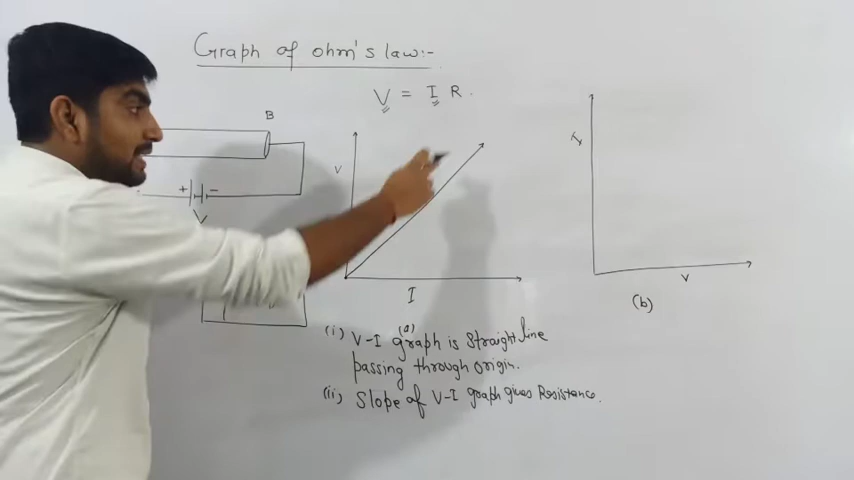 Graph of ohm's law:-
V = I R.
B
+ -
V
V
I
(a)
I
V
(b)
(i) V-I graph is straight line
passing through origin.
(ii) Slope of V-I graph gives Resistance.